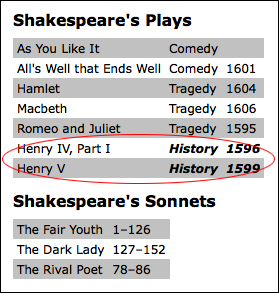 Shakespeare's Plays
As You Like It Comedy
All's Well that Ends Well Comedy 1601
Hamlet Tragedy 1604
Macbeth Tragedy 1606
Romeo and Juliet Tragedy 1595
Henry IV, Part I History 1596
Henry V History 1599
Shakespeare's Sonnets
The Fair Youth 1–126
The Dark Lady 127–152
The Rival Poet 78–86